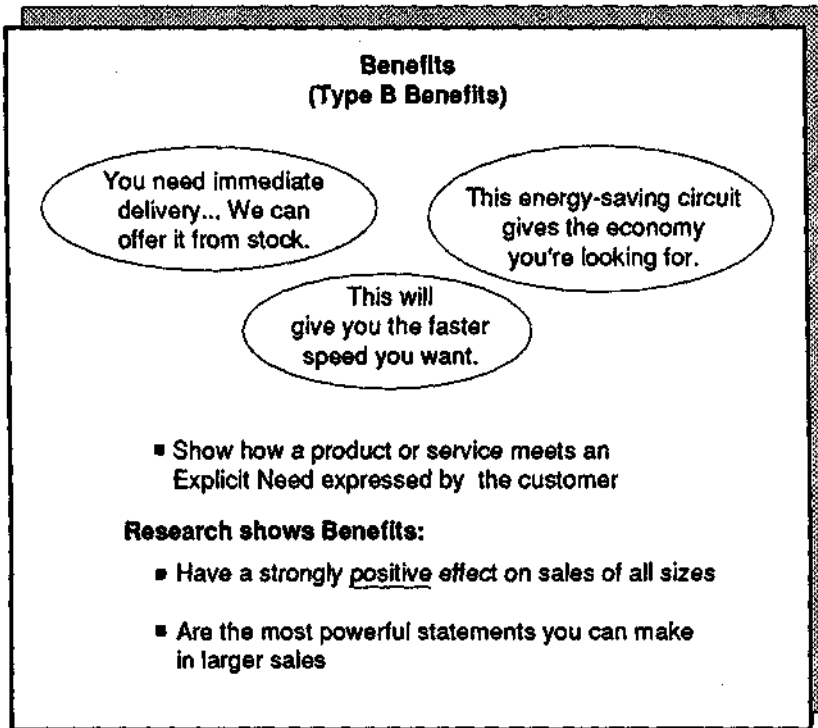 Benefits
(Type B Benefits)
You need immediate
delivery... We can
offer it from stock.
This energy-saving circuit
gives the economy
you're looking for.
This will
give you the faster
speed you want.
▪ Show how a product or service meets an
Explicit Need expressed by the customer
Research shows Benefits:
▪ Have a strongly positive effect on sales of all sizes
▪ Are the most powerful statements you can make
in larger sales